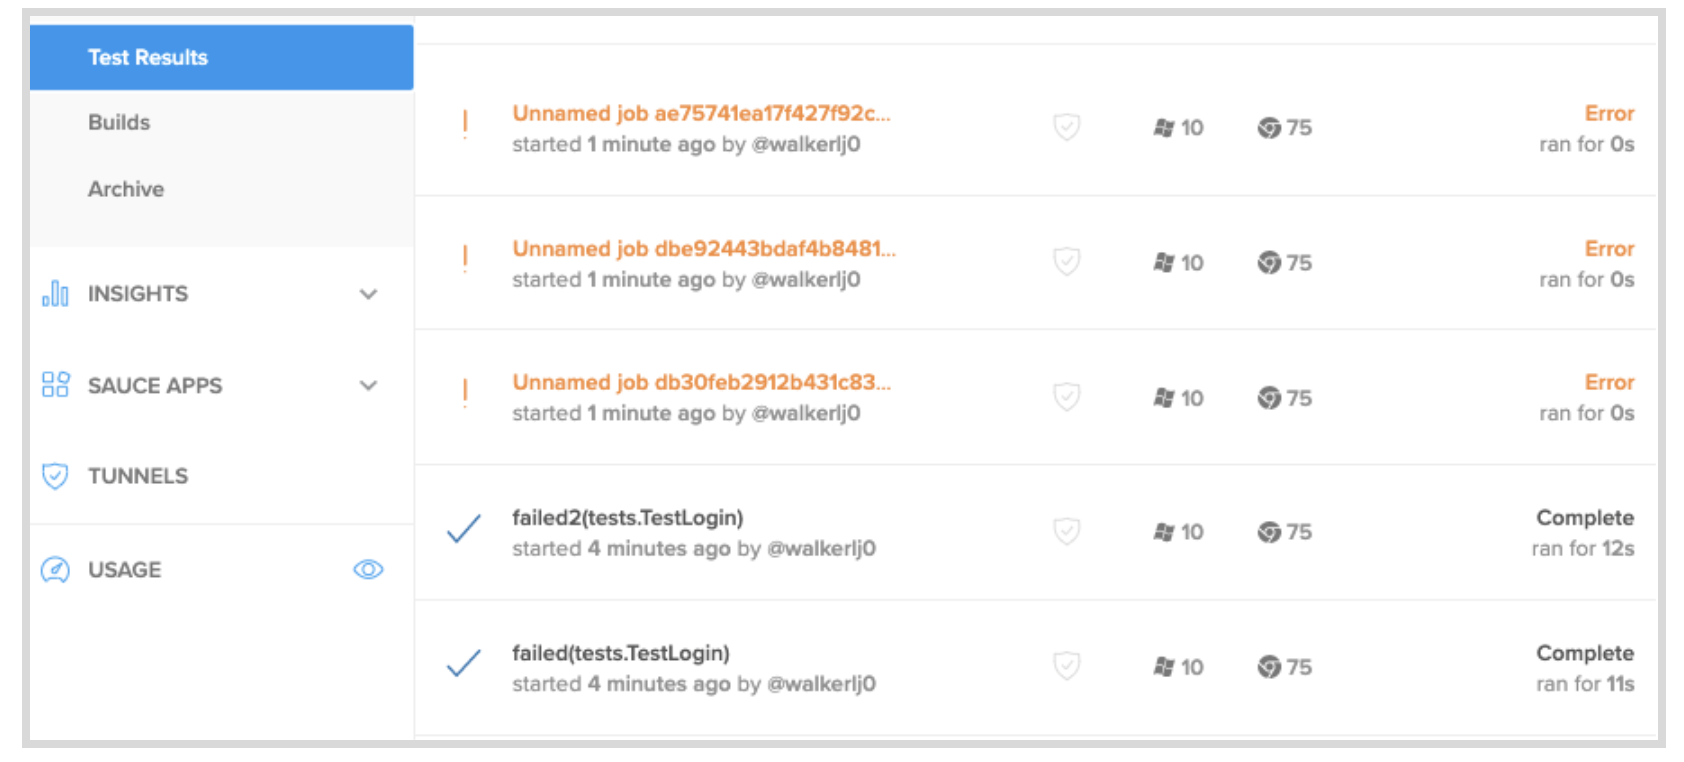 Test Results
Builds
Archive
INSIGHTS
SAUCE APPS
TUNNELS
USAGE
Unnamed job ae75741ea17f427f92c...
started 1 minute ago by @walkerlj0
10
75
Error
ran for 0s
Unnamed job dbe92443bdaf4b8481...
started 1 minute ago by @walkerlj0
10
75
Error
ran for 0s
Unnamed job db30feb2912b431c83...
started 1 minute ago by @walkerlj0
10
75
Error
ran for 0s
failed2(tests.TestLogin)
started 4 minutes ago by @walkerlj0
10
75
Complete
ran for 12s
failed(tests.TestLogin)
started 4 minutes ago by @walkerlj0
10
75
Complete
ran for 11s